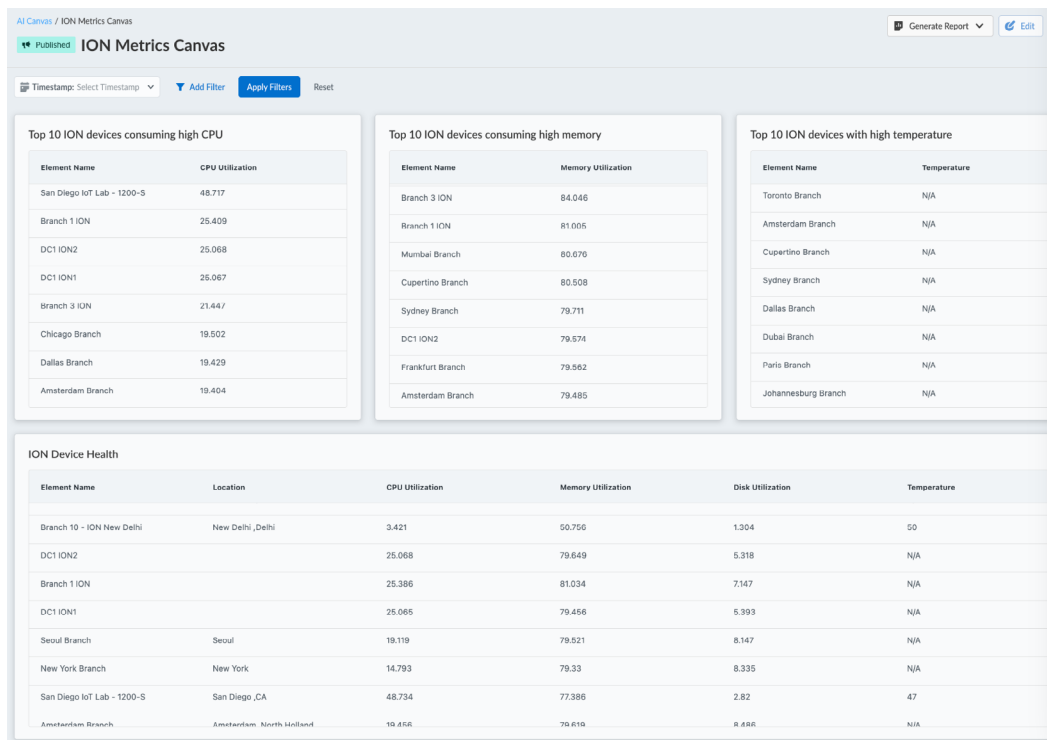 AI Canvas / ION Metrics Canvas
Generate Report
Edit
Published ION Metrics Canvas
Timestamp: Select Timestamp
Add Filter
Apply Filters
Reset
Top 10 ION devices consuming high CPU
Element Name CPU Utilization
San Diego IoT Lab - 1200-S 48.717
Branch 1 ION 25.409
DC1 ION2 25.068
DC1 ION1 25.067
Branch 3 ION 21.447
Chicago Branch 19.502
Dallas Branch 19.429
Amsterdam Branch 19.404
Top 10 ION devices consuming high memory
Element Name Memory Utilization
Branch 3 ION 84.046
Branch 1 ION 81.005
Mumbai Branch 80.676
Cupertino Branch 80.508
Sydney Branch 79.711
DC1 ION2 79.574
Frankfurt Branch 79.562
Amsterdam Branch 79.485
Top 10 ION devices with high temperature
Element Name Temperature
Toronto Branch N/A
Amsterdam Branch N/A
Cupertino Branch N/A
Sydney Branch N/A
Dallas Branch N/A
Dubai Branch N/A
Paris Branch N/A
Johannesburg Branch N/A
ION Device Health
Element Name Location CPU Utilization Memory Utilization Disk Utilization Temperature
Branch 10 - ION New Delhi New Delhi ,Delhi 3.421 50.756 1.304 50
DC1 ION2 25.068 79.649 5.318 N/A
Branch 1 ION 25.386 81.034 7.147 N/A
DC1 ION1 25.065 79.456 5.393 N/A
Seoul Branch Seoul 19.119 79.521 8.147 N/A
New York Branch New York 14.793 79.33 8.335 N/A
San Diego IoT Lab - 1200-S San Diego ,CA 48.734 77.386 2.82 47
Amsterdam Branch Amsterdam, North Holland 19.456 79.619 8.486 N/A